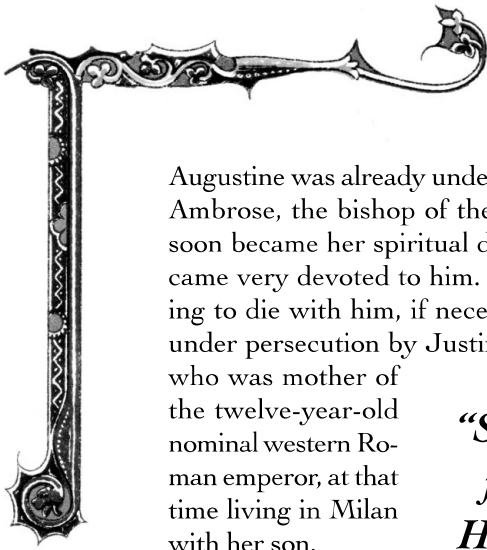 Augustine was already unde
Ambrose, the bishop of the
soon became her spiritual d
came very devoted to him.
ing to die with him, if nece
under persecution by Justi
who was mother of
the twelve-year-old
nominal western Ro-
man emperor, at that
time living in Milan
with her son.
“S
H